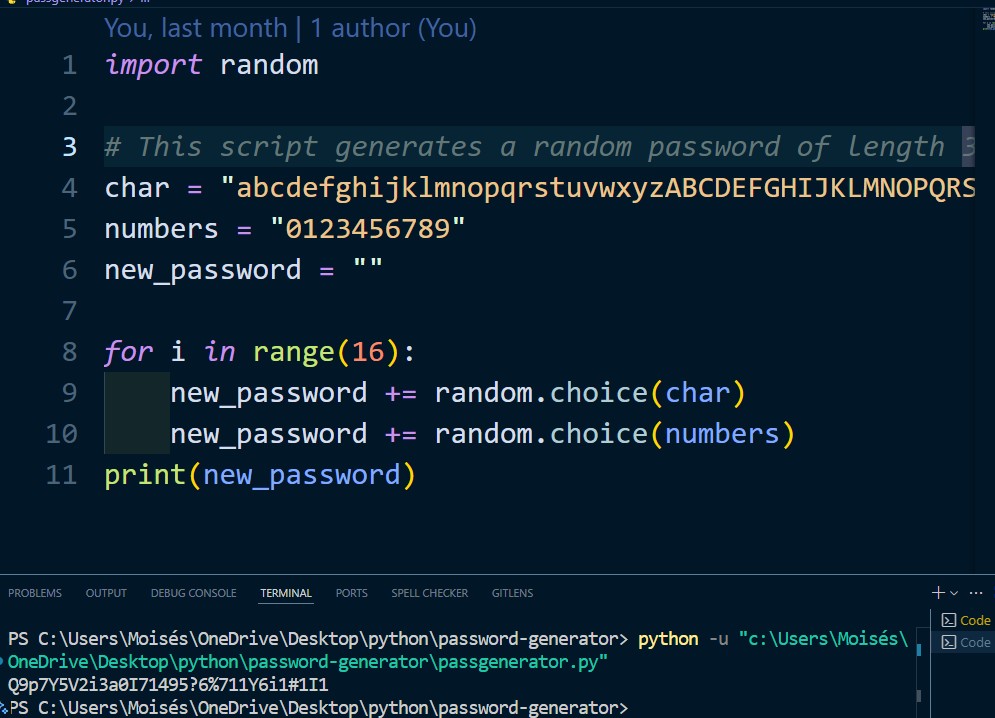 You, last month | 1 author (You)
1 import random
2
3 # This script generates a random password of length
4 char = "abcdefghijklmnopqrstuvwxyzABCDEFGHIJKLMNOPQRS
5 numbers = "0123456789"
6 new_password = ""
7
8 for i in range(16):
9 new_password += random.choice(char)
10 new_password += random.choice(numbers)
11 print(new_password)
PROBLEMS OUTPUT DEBUG CONSOLE TERMINAL PORTS SPELL CHECKER GITLENS
PS C:\Users\Moisés\OneDrive\Desktop\python\password-generator> python -u "c:\Users\Moisés\
OneDrive\Desktop\python\password-generator\passgenerator.py"
Q9p7Y5V2i3a0I71495?6%711Y6i1#1I1
PS C:\Users\Moisés\OneDrive\Desktop\python\password-generator>
Code
Code